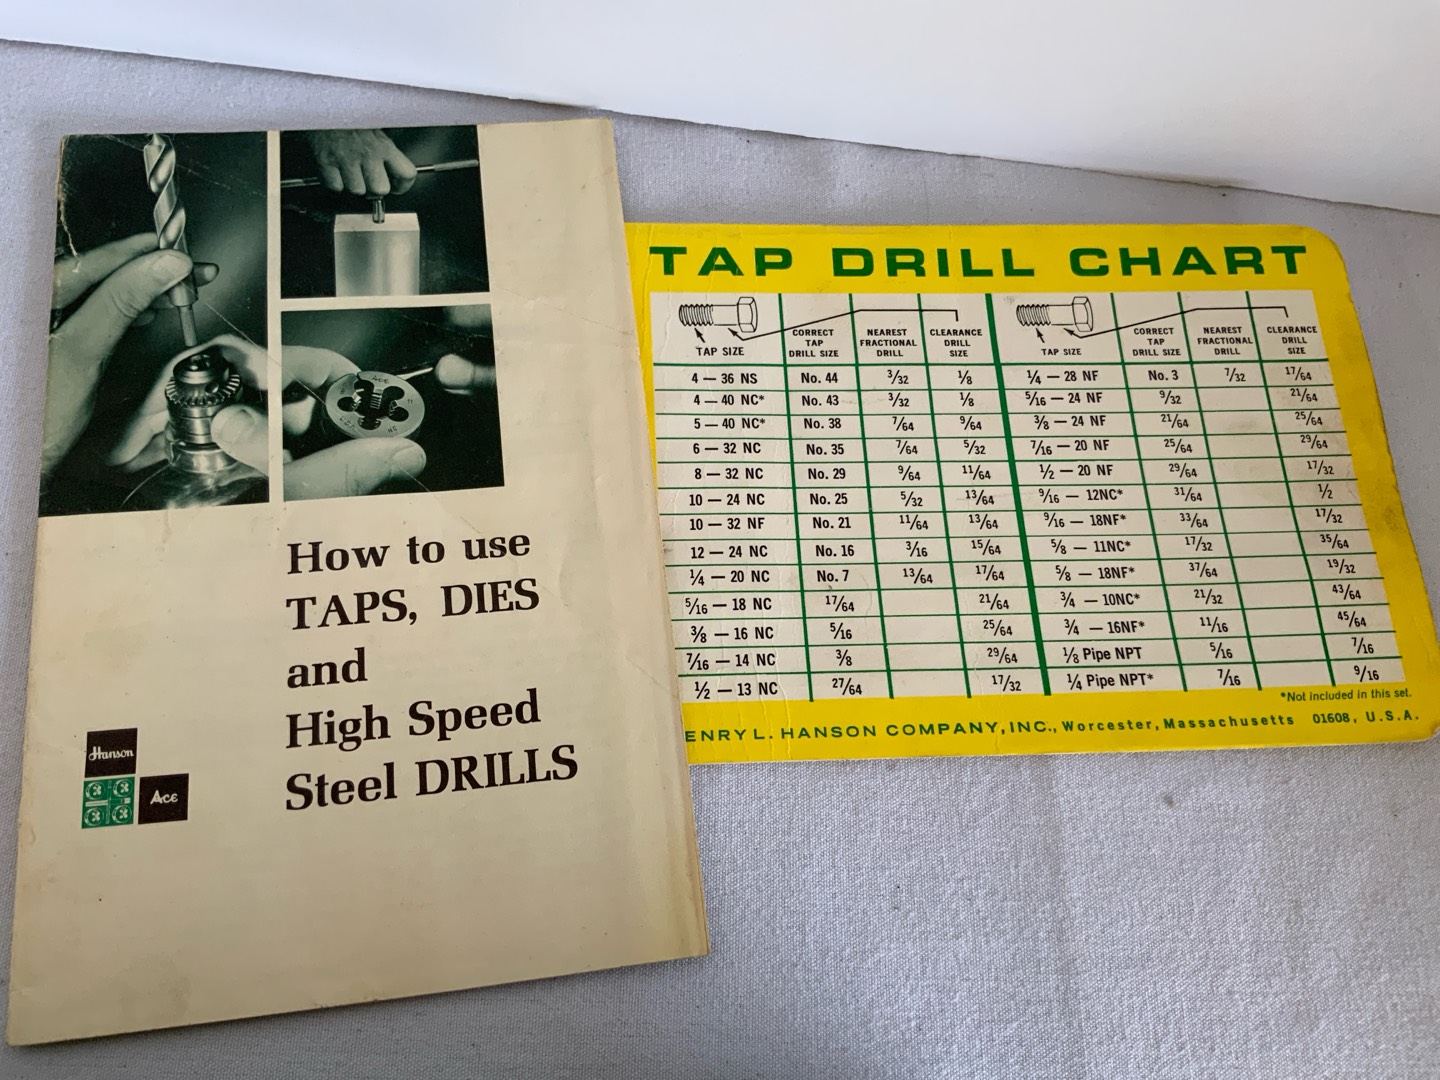 How to use
TAPS, DIES
and
High Speed
Steel DRILLS
Hanson
Ace
ACE
TAP DRILL CHART
TAP SIZE CORRECT TAP DRILL SIZE NEAREST FRACTIONAL DRILL CLEARANCE DRILL SIZE TAP SIZE CORRECT TAP DRILL SIZE NEAREST FRACTIONAL DRILL CLEARANCE DRILL SIZE
4 — 36 NS No. 44 3/32 1/8 1/4 — 28 NF No. 3 7/32 17/64
4 — 40 NC* No. 43 3/32 1/8 5/16 — 24 NF 9/32 21/64
5 — 40 NC* No. 38 7/64 9/64 3/8 — 24 NF 21/64 25/64
6 — 32 NC No. 35 7/64 5/32 7/16 — 20 NF 25/64 29/64
8 — 32 NC No. 29 9/64 11/64 1/2 — 20 NF 29/64 17/32
10 — 24 NC No. 25 5/32 13/64 9/16 — 12NC* 31/64 1/2
10 — 32 NF No. 21 11/64 13/64 9/16 — 18NF* 33/64 17/32
12 — 24 NC No. 16 3/16 15/64 5/8 — 11NC* 17/32 35/64
1/4 — 20 NC No. 7 13/64 17/64 5/8 — 18NF* 37/64 19/32
5/16 — 18 NC 17/64 21/64 3/4 — 10NC* 21/32 43/64
3/8 — 16 NC 5/16 25/64 3/4 — 16NF* 11/16 45/64
7/16 — 14 NC 3/8 29/64 1/8 Pipe NPT 5/16 7/16
1/2 — 13 NC 27/64 17/32 1/4 Pipe NPT* 7/16 9/16
*Not included in this set.
ENRY L. HANSON COMPANY, INC., Worcester, Massachusetts 01608, U.S.A.